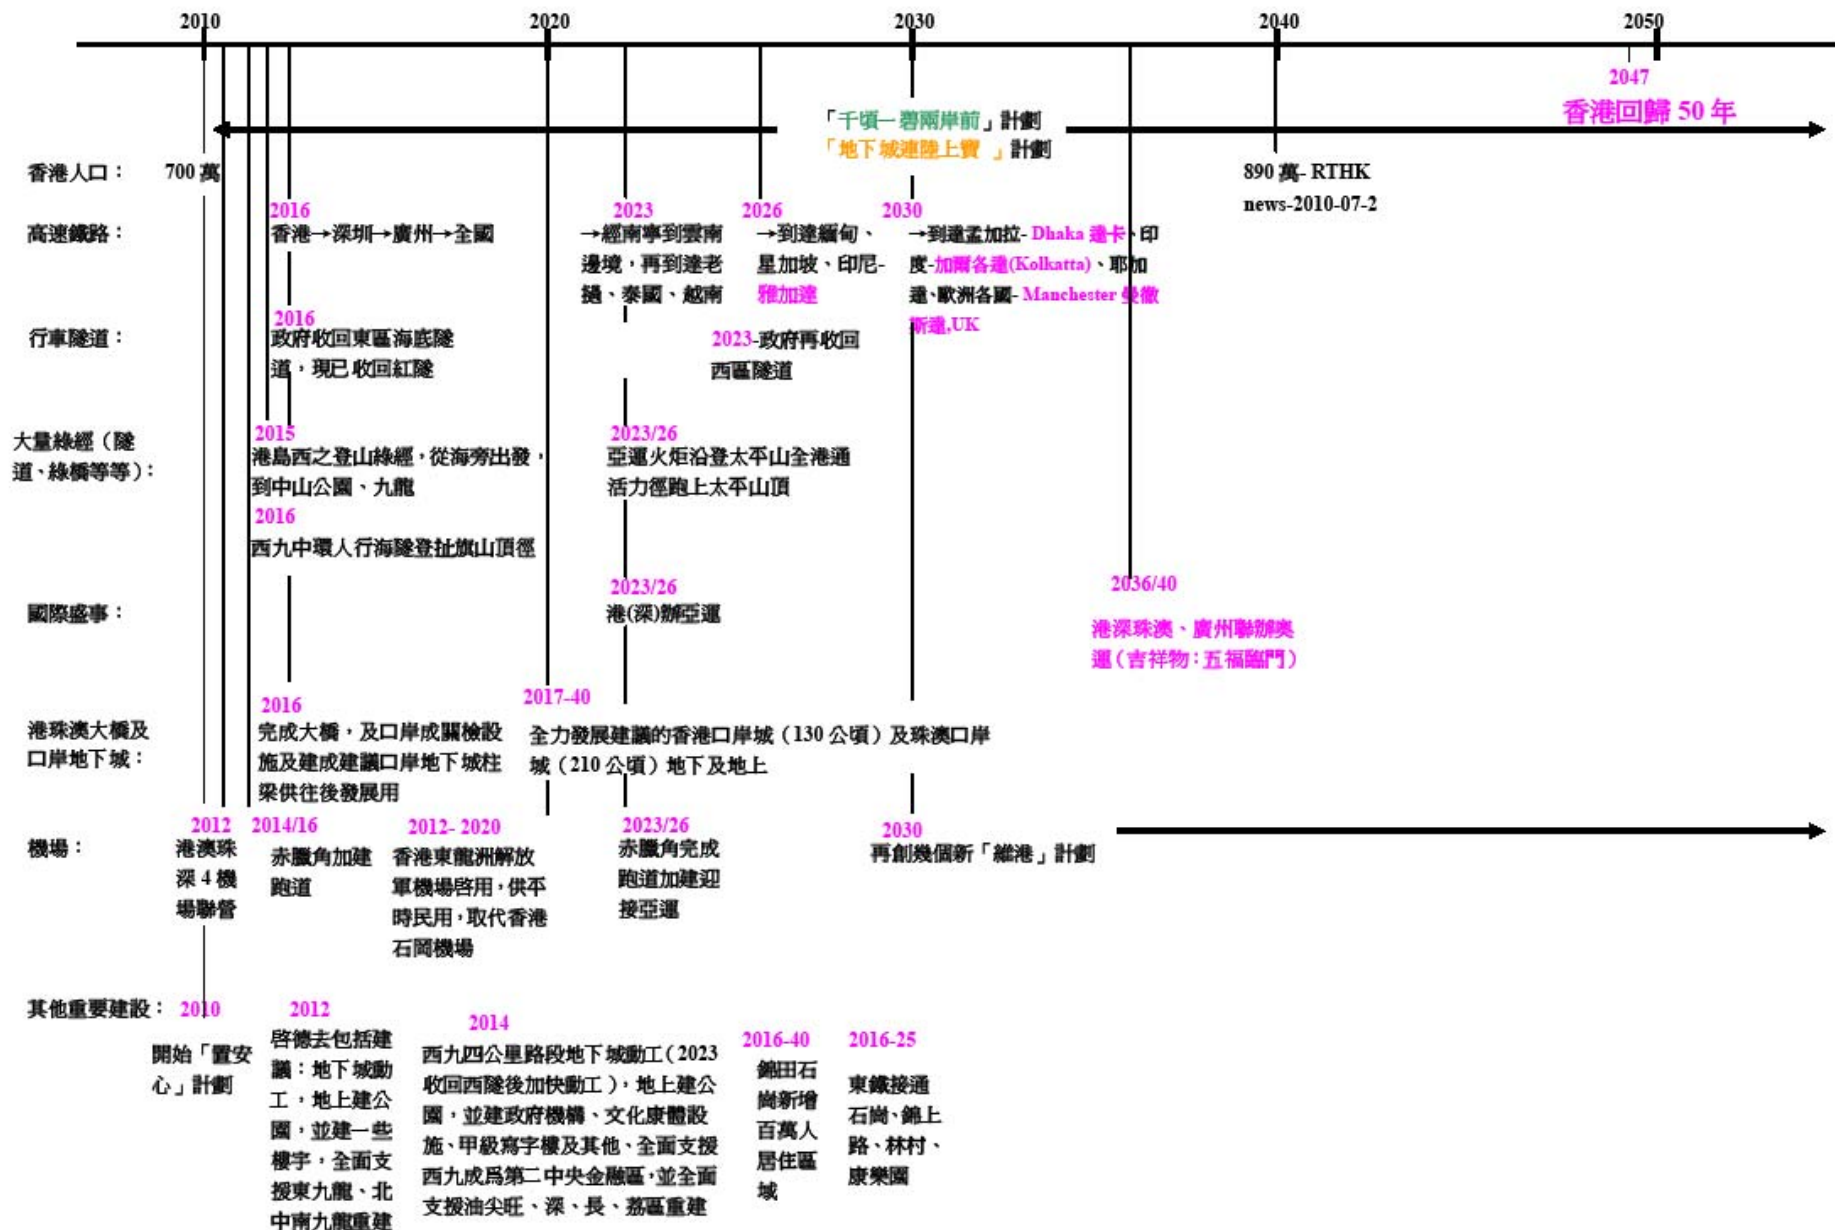 2010 2020 2030 2040 2050
2047
香港回歸 50 年
「千頃一碧兩岸前」計劃
「地下城連陸上寶 」計劃
香港人口： 700 萬
890 萬- RTHK
news-2010-07-2
高速鐵路：
2016
香港→深圳→廣州→全國
2023
→經南寧到雲南
邊境，再到達老
撾、泰國、越南
2026
→到達緬甸、
星加坡、印尼-
雅加達
2030
→到達孟加拉- Dhaka 達卡、印
度-加爾各達(Kolkatta)、耶加
達、歐洲各國- Manchester 曼徹
斯達,UK
行車隧道：
2016
政府收回東區海底隧
道，現已收回紅隧
2023-政府再收回
西區隧道
大量綠經（隧
道、綠橋等等）：
2015
港島西之登山綠經，從海旁出發，
到中山公園、九龍
2016
西九中環人行海隧登扯旗山頂徑
2023/26
亞運火炬沿登太平山全港通
活力徑跑上太平山頂
國際盛事：
2023/26
港(深)辦亞運
2036/40
港深珠澳、廣州聯辦奧
運（吉祥物：五福臨門）
港珠澳大橋及
口岸地下城：
2016
完成大橋，及口岸成關檢設
施及建成建議口岸地下城柱
梁供往後發展用
2017-40
全力發展建議的香港口岸城（130 公頃）及珠澳口岸
城（210 公頃）地下及地上
機場：
2012
港澳珠
深 4 機
場聯營
2014/16
赤臘角加建
跑道
2012- 2020
香港東龍洲解放
軍機場啓用，供平
時民用，取代香港
石岡機場
2023/26
赤臘角完成
跑道加建迎
接亞運
2030
再創幾個新「維港」計劃
其他重要建設：
2010
開始「置安
心」計劃
2012
啓德去包括建
議：地下城動
工，地上建公
園，並建一些
樓宇，全面支
援東九龍、北
中南九龍重建
2014
西九四公里路段地下城動工（2023
收回西隧後加快動工），地上建公
園，並建政府機構、文化康體設
施、甲級寫字樓及其他、全面支援
西九成爲第二中央金融區，並全面
支援油尖旺、深、長、荔區重建
2016-40
錦田石
崗新增
百萬人
居住區
域
2016-25
東鐵接通
石崗、錦上
路、林村、
康樂園